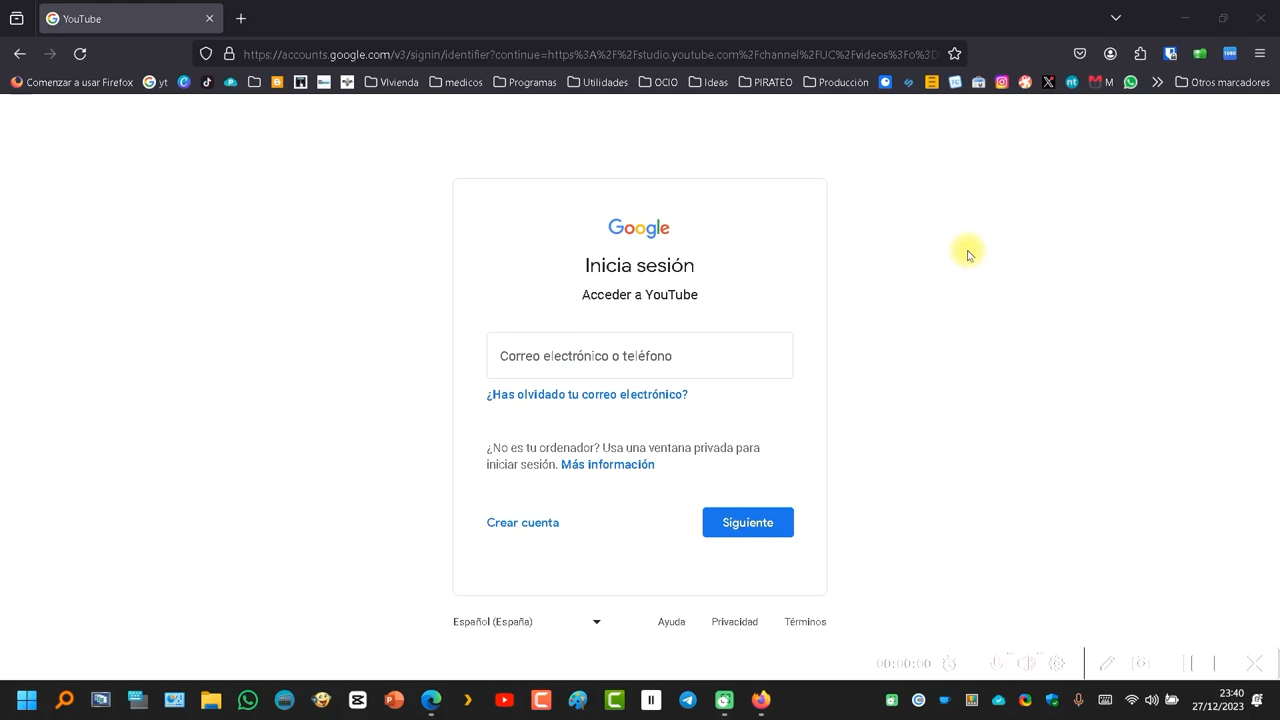 YouTube
https://accounts.google.com/v3/signin/identifier?continue=https%3A%2F%2Fstudio.youtube.com%2Fchannel%2FUC%2Fvideos%3Fo%3D
Comenzar a usar Firefox
yt
VIvienda
medicos
Programas
Utilidades
OCIO
Ideas
PIRATEO
Producción
nt
M
Otros marcadores
Google
Inicia sesión
Acceder a YouTube
Correo electrónico o teléfono
¿Has olvidado tu correo electrónico?
¿No es tu ordenador? Usa una ventana privada para
iniciar sesión. Más información
Crear cuenta
Siguiente
Español (España)
Ayuda
Privacidad
Términos
00:00:00
23:40
27/12/2023